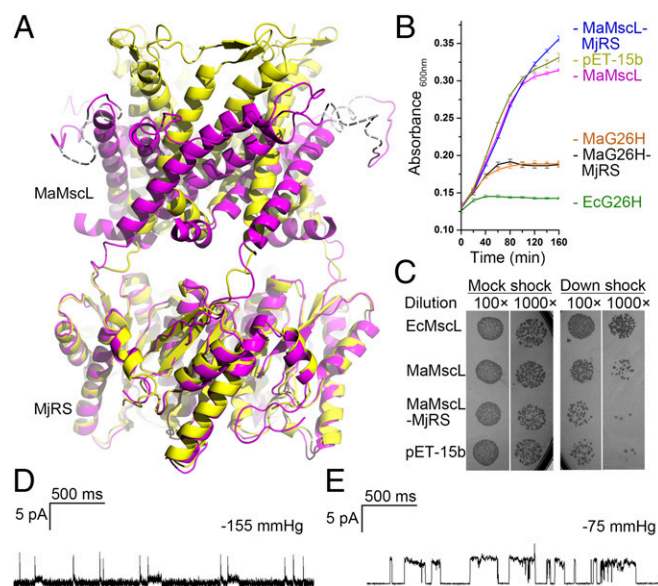 A
MaMscL
MjRS
B
Absorbance 600nm
0.35
0.30
0.25
0.20
0.15
0.10
0 40 80 120 160
Time (min)
- MaMscL-
MjRS
- pET-15b
- MaMscL
- MaG26H
- MaG26H-
MjRS
- EcG26H
C
Mock shock Down shock
Dilution 100× 1000× 100× 1000×
EcMscL
MaMscL
MaMscL
-MjRS
pET-15b
D
500 ms
5 pA
-155 mmHg
E
500 ms
5 pA
-75 mmHg